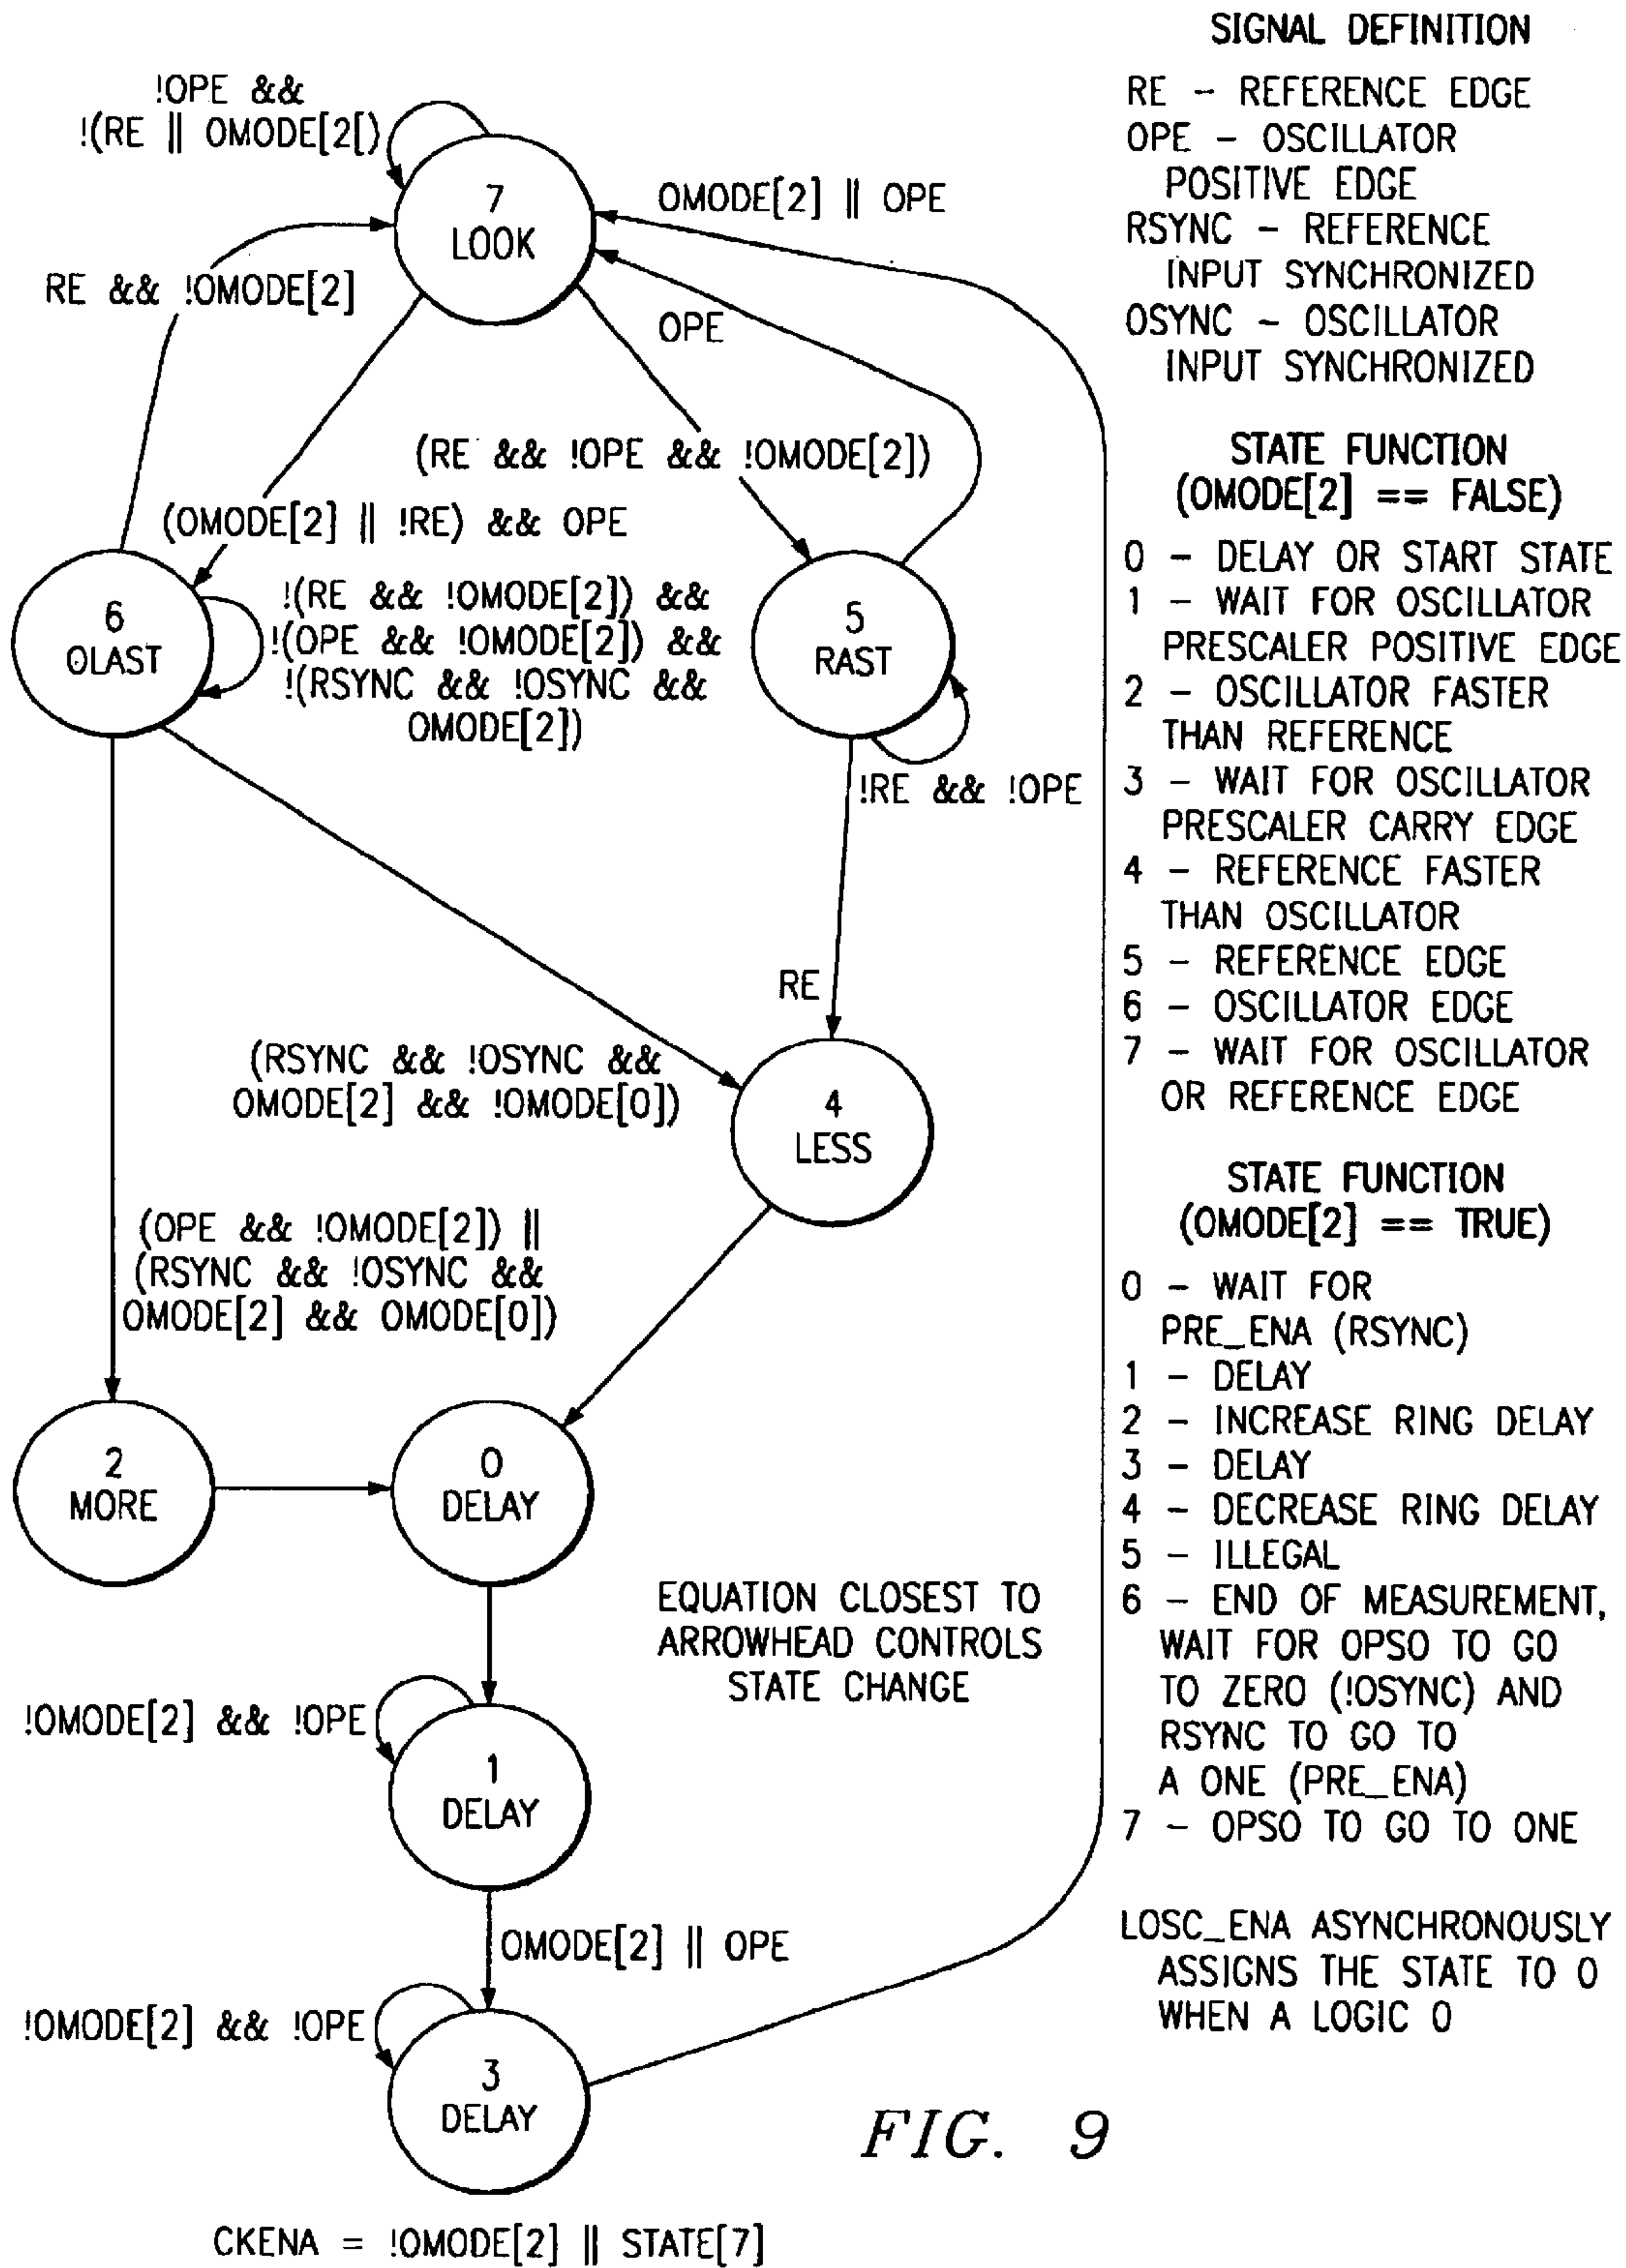 !OPE &&
!(RE || OMODE[2[)
7
LOOK
OMODE[2] || OPE
RE && !OMODE[2]
OPE
(RE && !OPE && !OMODE[2])
(OMODE[2] || !RE) && OPE
6
OLAST
!(RE && !OMODE[2]) &&
!(OPE && !OMODE[2]) &&
!(RSYNC && !OSYNC &&
OMODE[2])
5
RAST
!RE && !OPE
RE
(RSYNC && !OSYNC &&
OMODE[2] && !OMODE[0])
4
LESS
(OPE && !OMODE[2]) ||
(RSYNC && !OSYNC &&
OMODE[2] && OMODE[0])
2
MORE
0
DELAY
EQUATION CLOSEST TO
ARROWHEAD CONTROLS
STATE CHANGE
!OMODE[2] && !OPE
1
DELAY
OMODE[2] || OPE
!OMODE[2] && !OPE
3
DELAY
CKENA = !OMODE[2] || STATE[7]
SIGNAL DEFINITION
RE - REFERENCE EDGE
OPE - OSCILLATOR
POSITIVE EDGE
RSYNC - REFERENCE
INPUT SYNCHRONIZED
OSYNC - OSCILLATOR
INPUT SYNCHRONIZED
STATE FUNCTION
(OMODE[2] == FALSE)
0 - DELAY OR START STATE
1 - WAIT FOR OSCILLATOR
PRESCALER POSITIVE EDGE
2 - OSCILLATOR FASTER
THAN REFERENCE
3 - WAIT FOR OSCILLATOR
PRESCALER CARRY EDGE
4 - REFERENCE FASTER
THAN OSCILLATOR
5 - REFERENCE EDGE
6 - OSCILLATOR EDGE
7 - WAIT FOR OSCILLATOR
OR REFERENCE EDGE
STATE FUNCTION
(OMODE[2] == TRUE)
0 - WAIT FOR
PRE_ENA (RSYNC)
1 - DELAY
2 - INCREASE RING DELAY
3 - DELAY
4 - DECREASE RING DELAY
5 - ILLEGAL
6 - END OF MEASUREMENT,
WAIT FOR OPSO TO GO
TO ZERO (!OSYNC) AND
RSYNC TO GO TO
A ONE (PRE_ENA)
7 - OPSO TO GO TO ONE
LOSC_ENA ASYNCHRONOUSLY
ASSIGNS THE STATE TO 0
WHEN A LOGIC 0
FIG. 9